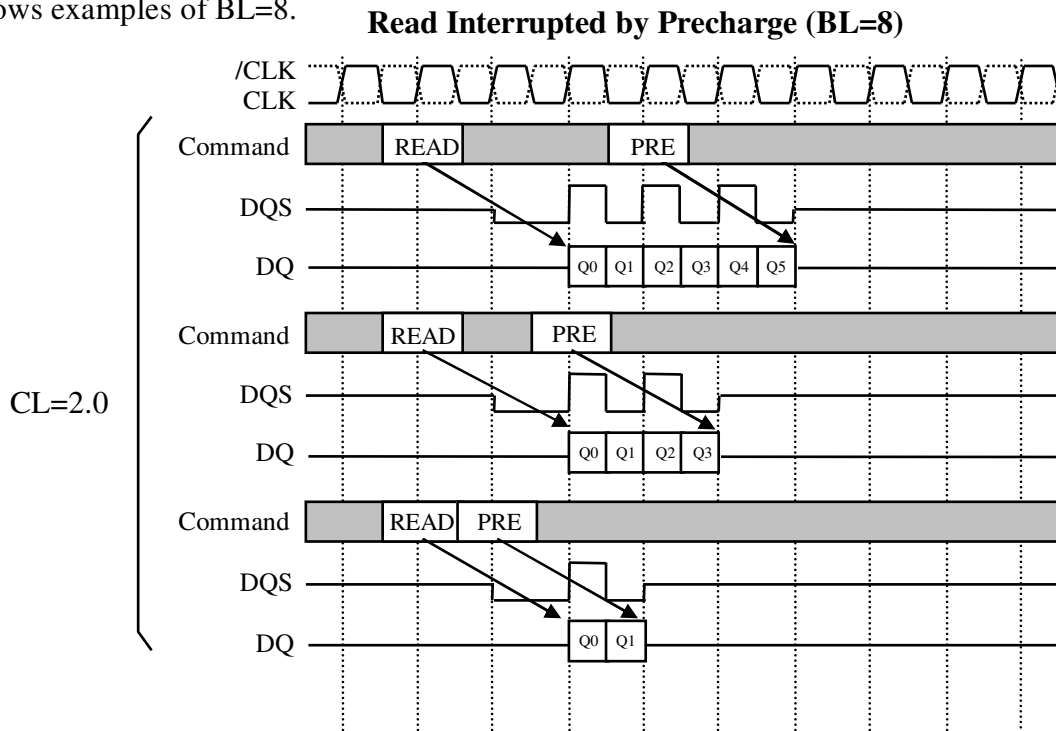 ows examples of BL=8.
Read Interrupted by Precharge (BL=8)
/CLK
CLK
Command READ PRE
DQS
DQ Q0 Q1 Q2 Q3 Q4 Q5
Command READ PRE
DQS
CL=2.0
DQ Q0 Q1 Q2 Q3
Command READ PRE
DQS
DQ Q0 Q1